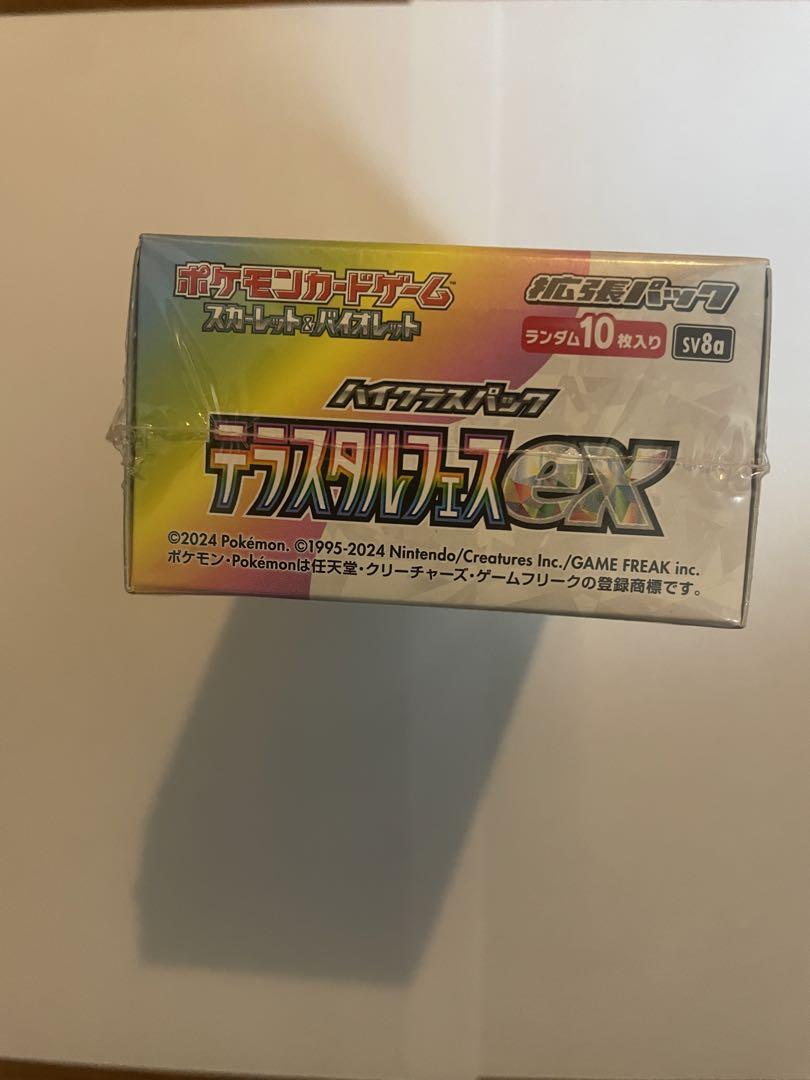 ポケモンカードゲーム™
スカーレット&バイオレット
拡張パック
ランダム10枚入り
sv8a
ハイクラスパック
テラスタルフェスex
©2024 Pokémon. ©1995-2024 Nintendo/Creatures Inc./GAME FREAK inc.
ポケモン・Pokémonは任天堂・クリーチャーズ・ゲームフリークの登録商標です。